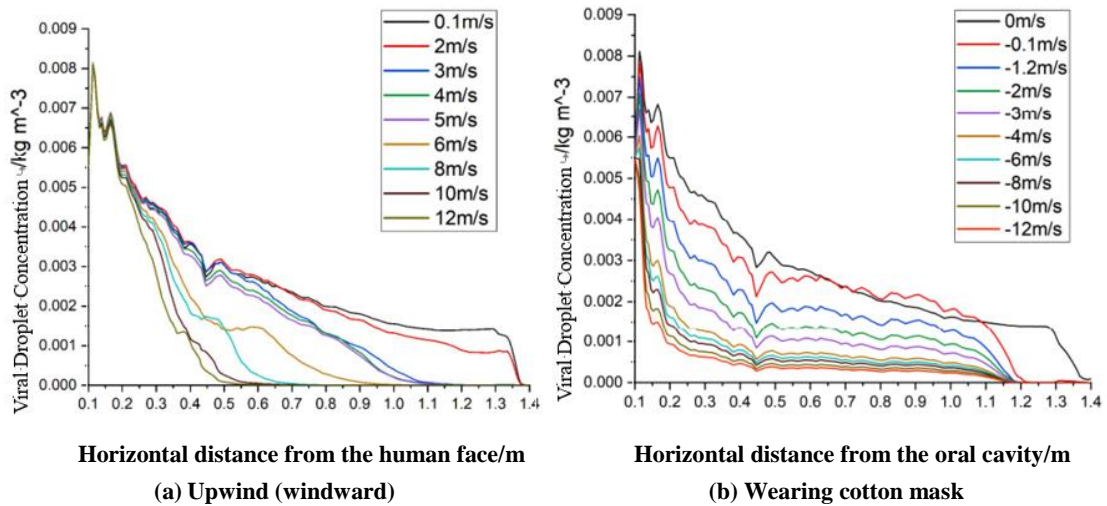 0.009
0.008
0.007
0.006
0.005
0.004
0.003
0.002
0.001
0.000
Viral·Droplet·Concentration·↵/kg m^-3
0.1m/s
2m/s
3m/s
4m/s
5m/s
6m/s
8m/s
10m/s
12m/s
0.1 0.2 0.3 0.4 0.5 0.6 0.7 0.8 0.9 1.0 1.1 1.2 1.3 1.4
Horizontal distance from the human face/m
(a) Upwind (windward)
0.009
0.008
0.007
0.006
0.005
0.004
0.003
0.002
0.001
0.000
Viral·Droplet·Concentration·↵/kg m^-3
0m/s
-0.1m/s
-1.2m/s
-2m/s
-3m/s
-4m/s
-6m/s
-8m/s
-10m/s
-12m/s
0.1 0.2 0.3 0.4 0.5 0.6 0.7 0.8 0.9 1.0 1.1 1.2 1.3 1.4
Horizontal distance from the oral cavity/m
(b) Wearing cotton mask